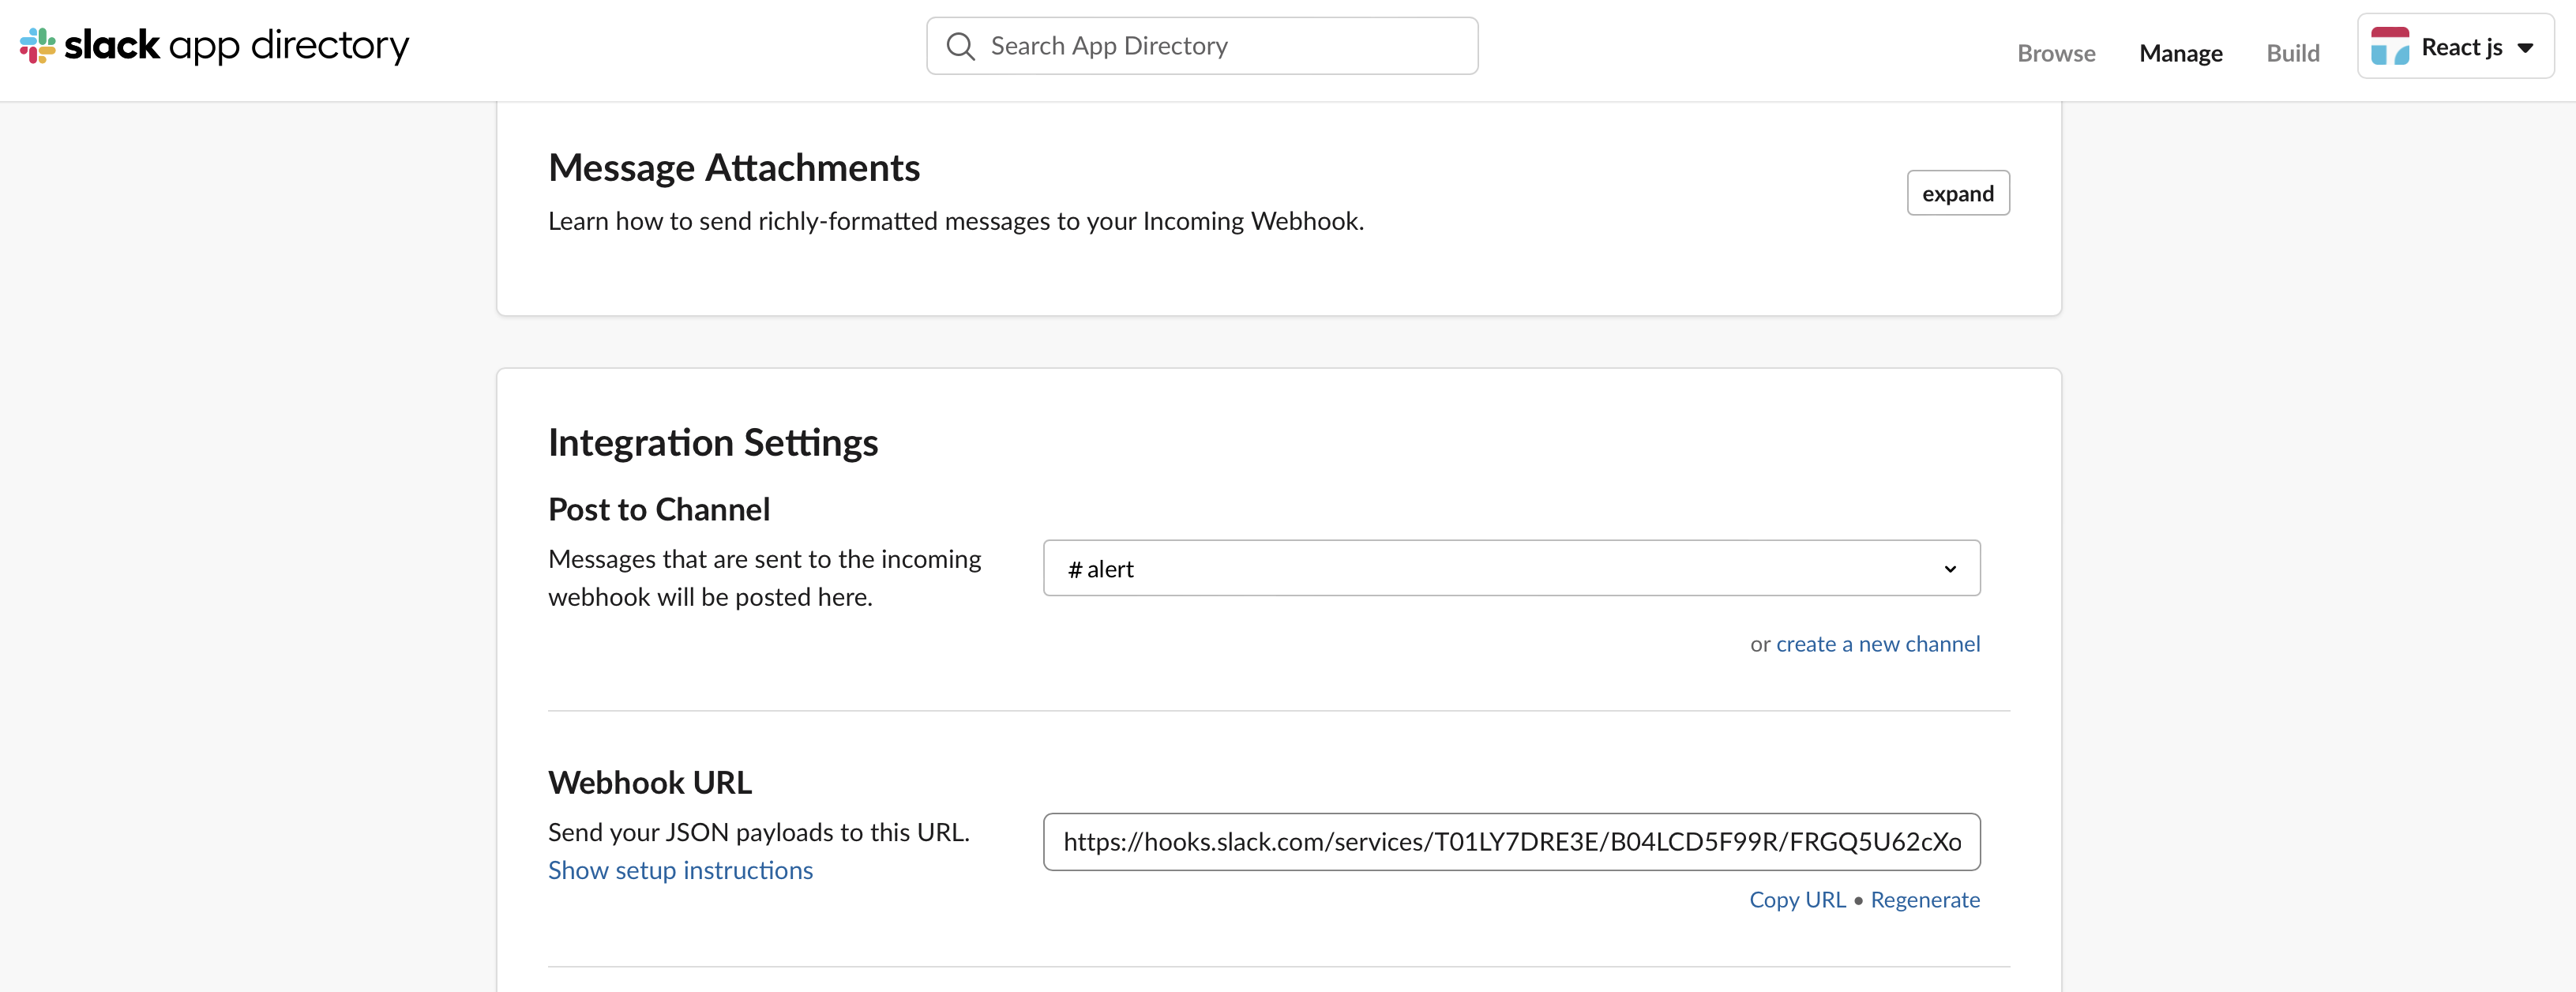 slack app directory
Search App Directory
Browse
Manage
Build
React js
Message Attachments
expand
Learn how to send richly-formatted messages to your Incoming Webhook.
Integration Settings
Post to Channel
Messages that are sent to the incoming
webhook will be posted here.
# alert
or create a new channel
Webhook URL
Send your JSON payloads to this URL.
Show setup instructions
https://hooks.slack.com/services/T01LY7DRE3E/B04LCD5F99R/FRGQ5U62cXo
Copy URL • Regenerate